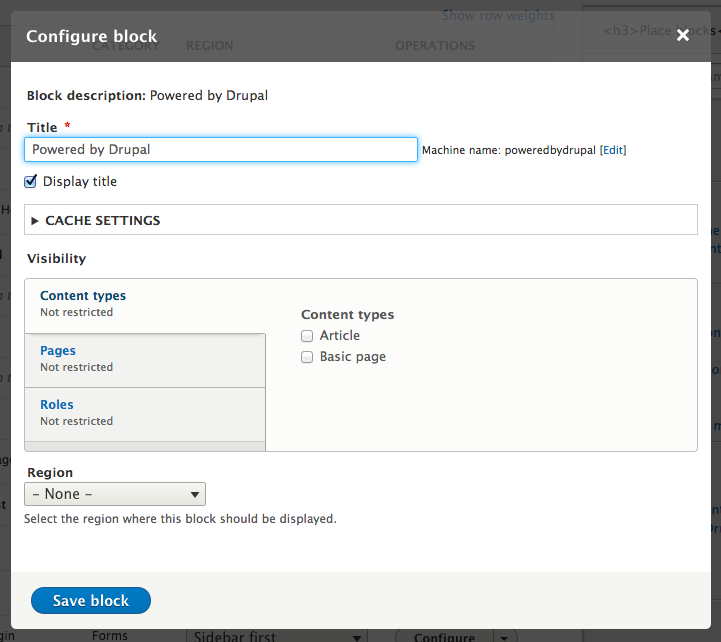 Show row weights
Configure block
CATEGORY REGION OPERATIONS
<h3>Place blocks
Block description: Powered by Drupal
Title *
Powered by Drupal
Machine name: poweredbydrupal [Edit]
Display title
CACHE SETTINGS
Visibility
Content types
Not restricted
Content types
Article
Basic page
Pages
Not restricted
Roles
Not restricted
Region
– None –
Select the region where this block should be displayed.
Save block
Forms
Sidebar first
Configure